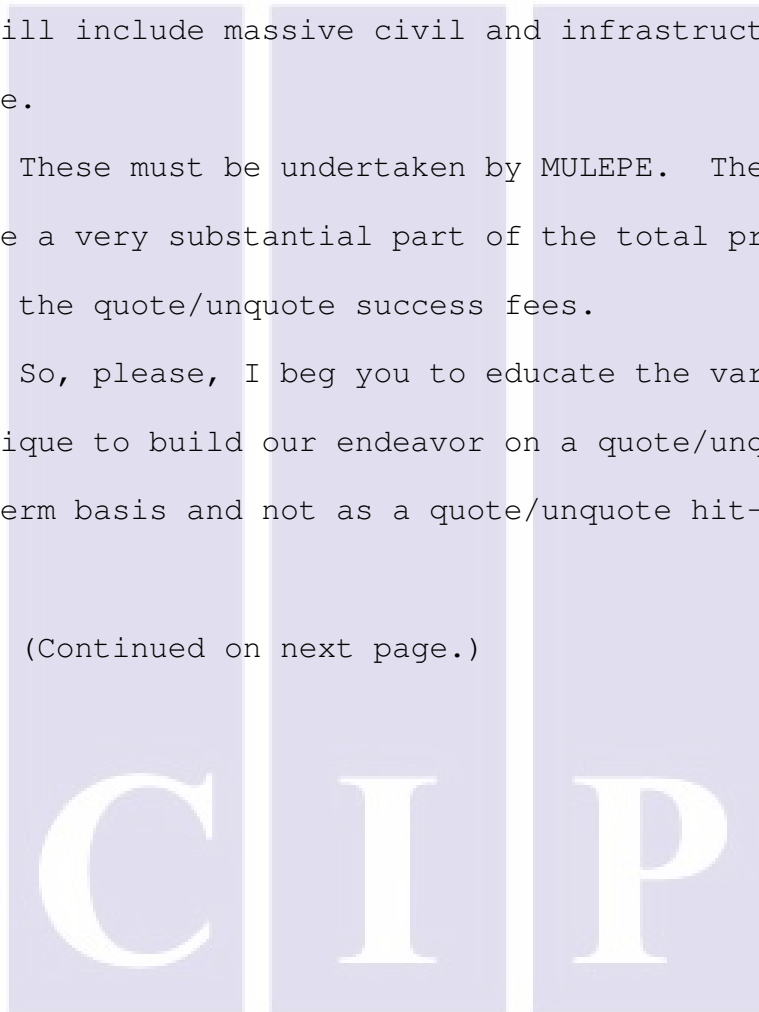 ill include massive civil and infrastruct
e.
These must be undertaken by MULEPE. The
e a very substantial part of the total pr
the quote/unquote success fees.
So, please, I beg you to educate the var
ique to build our endeavor on a quote/unq
erm basis and not as a quote/unquote hit-
(Continued on next page.)
C I P